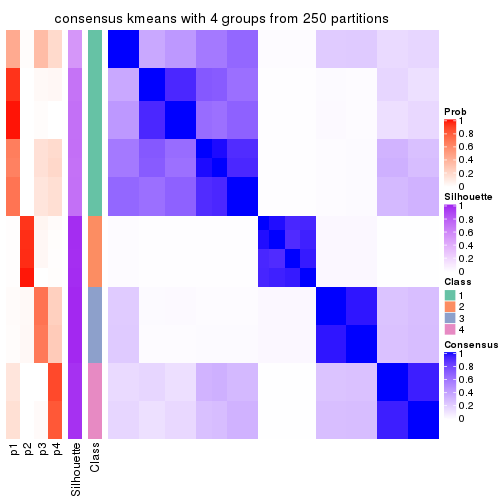 consensus kmeans with 4 groups from 250 partitions
Prob
1
0.8
0.6
0.4
0.2
0
Silhouette
1
0.8
0.6
0.4
0.2
0
Class
1
2
3
4
Consensus
1
0.8
0.6
0.4
0.2
0
p1
p2
p3
p4
Silhouette
Class